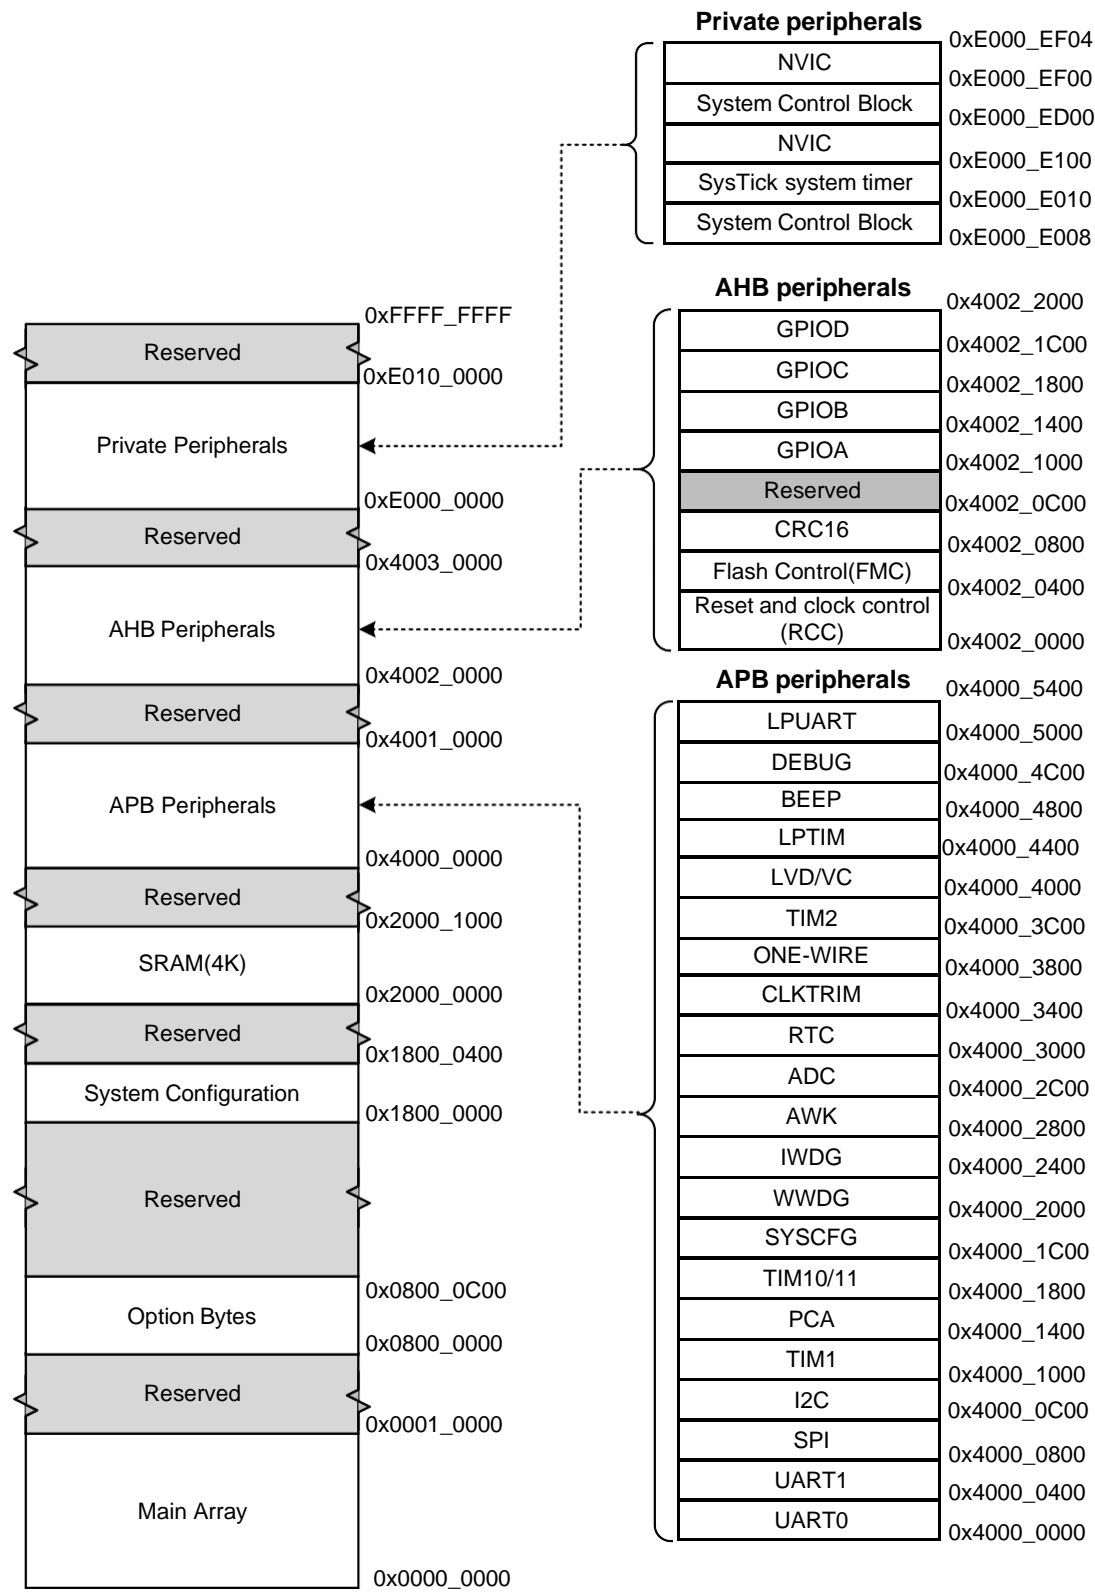 Private peripherals
0xE000_EF04
NVIC
0xE000_EF00
System Control Block
0xE000_ED00
NVIC
0xE000_E100
SysTick system timer
0xE000_E010
System Control Block
0xE000_E008
AHB peripherals
0x4002_2000
GPIOD
0x4002_1C00
GPIOC
0x4002_1800
GPIOB
0x4002_1400
GPIOA
0x4002_1000
Reserved
0x4002_0C00
CRC16
0x4002_0800
Flash Control(FMC)
0x4002_0400
Reset and clock control
(RCC)
0x4002_0000
APB peripherals
0x4000_5400
LPUART
0x4000_5000
DEBUG
0x4000_4C00
BEEP
0x4000_4800
LPTIM
0x4000_4400
LVD/VC
0x4000_4000
TIM2
0x4000_3C00
ONE-WIRE
0x4000_3800
CLKTRIM
0x4000_3400
RTC
0x4000_3000
ADC
0x4000_2C00
AWK
0x4000_2800
IWDG
0x4000_2400
WWDG
0x4000_2000
SYSCFG
0x4000_1C00
TIM10/11
0x4000_1800
PCA
0x4000_1400
TIM1
0x4000_1000
I2C
0x4000_0C00
SPI
0x4000_0800
UART1
0x4000_0400
UART0
0x4000_0000
0xFFFF_FFFF
Reserved
0xE010_0000
Private Peripherals
0xE000_0000
Reserved
0x4003_0000
AHB Peripherals
0x4002_0000
Reserved
0x4001_0000
APB Peripherals
0x4000_0000
Reserved
0x2000_1000
SRAM(4K)
0x2000_0000
Reserved
0x1800_0400
System Configuration
0x1800_0000
Reserved
0x0800_0C00
Option Bytes
0x0800_0000
Reserved
0x0001_0000
Main Array
0x0000_0000